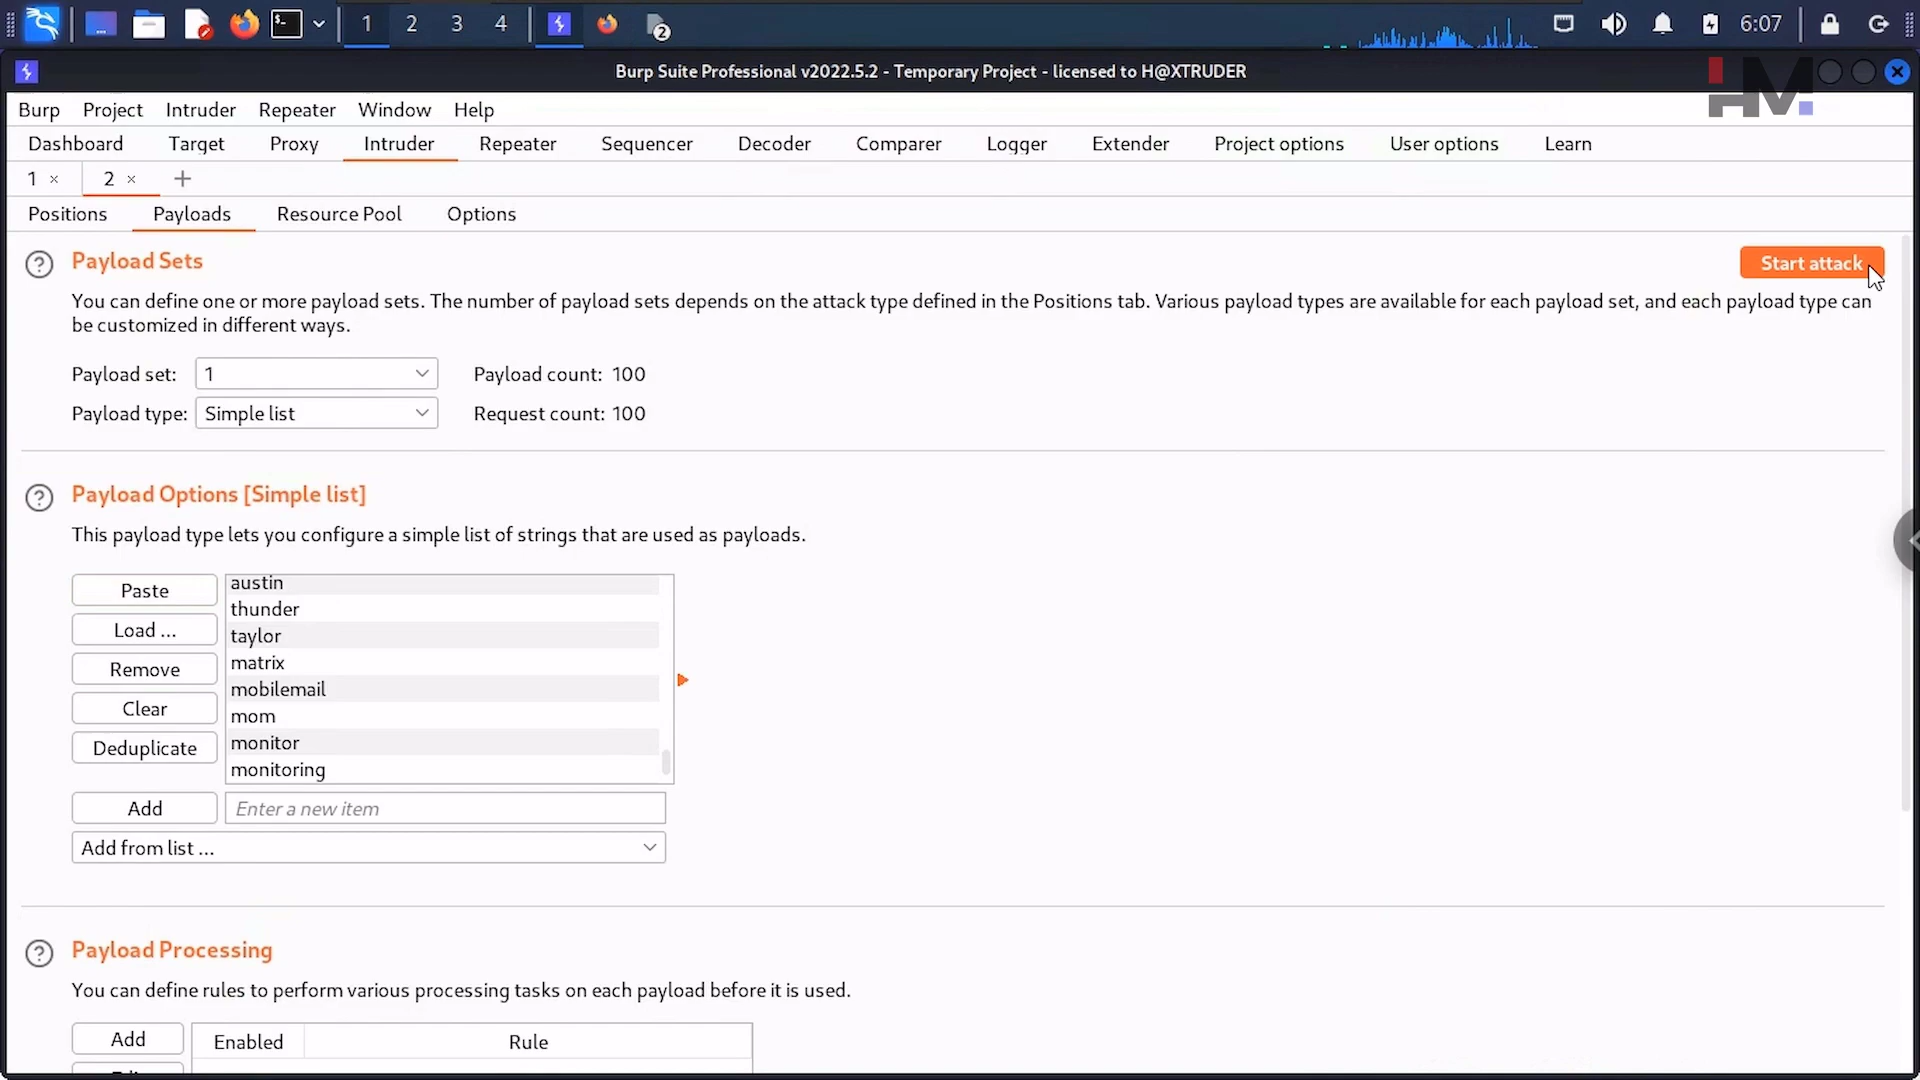 1 2 3 4
2
6:07
Burp Suite Professional v2022.5.2 - Temporary Project - licensed to H@XTRUDER
HM.
Burp Project Intruder Repeater Window Help
Dashboard Target Proxy Intruder Repeater Sequencer Decoder Comparer Logger Extender Project options User options Learn
1 × 2 × +
Positions Payloads Resource Pool Options
? Payload Sets
Start attack
You can define one or more payload sets. The number of payload sets depends on the attack type defined in the Positions tab. Various payload types are available for each payload set, and each payload type can
be customized in different ways.
Payload set: 1 Payload count: 100
Payload type: Simple list Request count: 100
? Payload Options [Simple list]
This payload type lets you configure a simple list of strings that are used as payloads.
Paste
Load ...
Remove
Clear
Deduplicate
austin
thunder
taylor
matrix
mobilemail
mom
monitor
monitoring
Add Enter a new item
Add from list ...
? Payload Processing
You can define rules to perform various processing tasks on each payload before it is used.
Add Enabled Rule